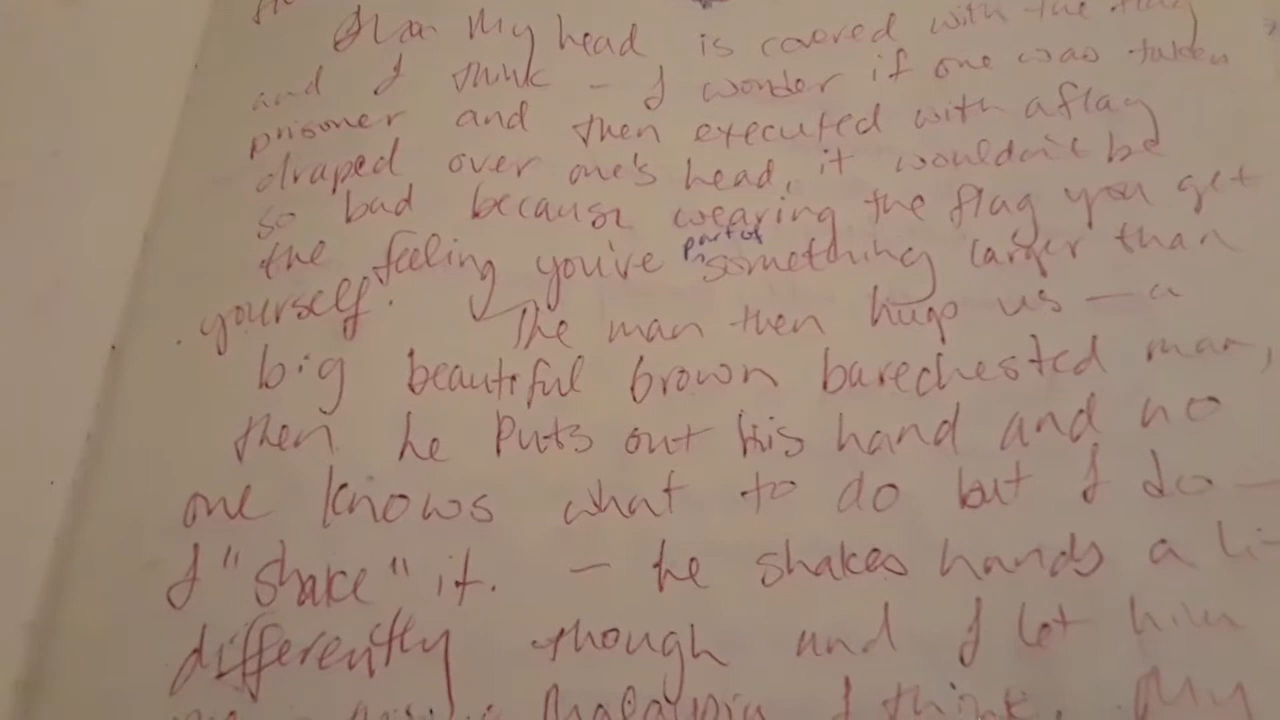 My head is covered with the flag
and I think - I wonder if one was taken
prisoner and then executed with a flag
draped over one's head, it wouldn't be
so bad because wearing the flag you get
the feeling you're part of something larger than
yourself. The man then hugs us — a
big beautiful brown barechested man,
then he puts out his hand and no
one knows what to do but I do —
I "shake" it. — he shakes hands a
differently though and I let him
I think. My